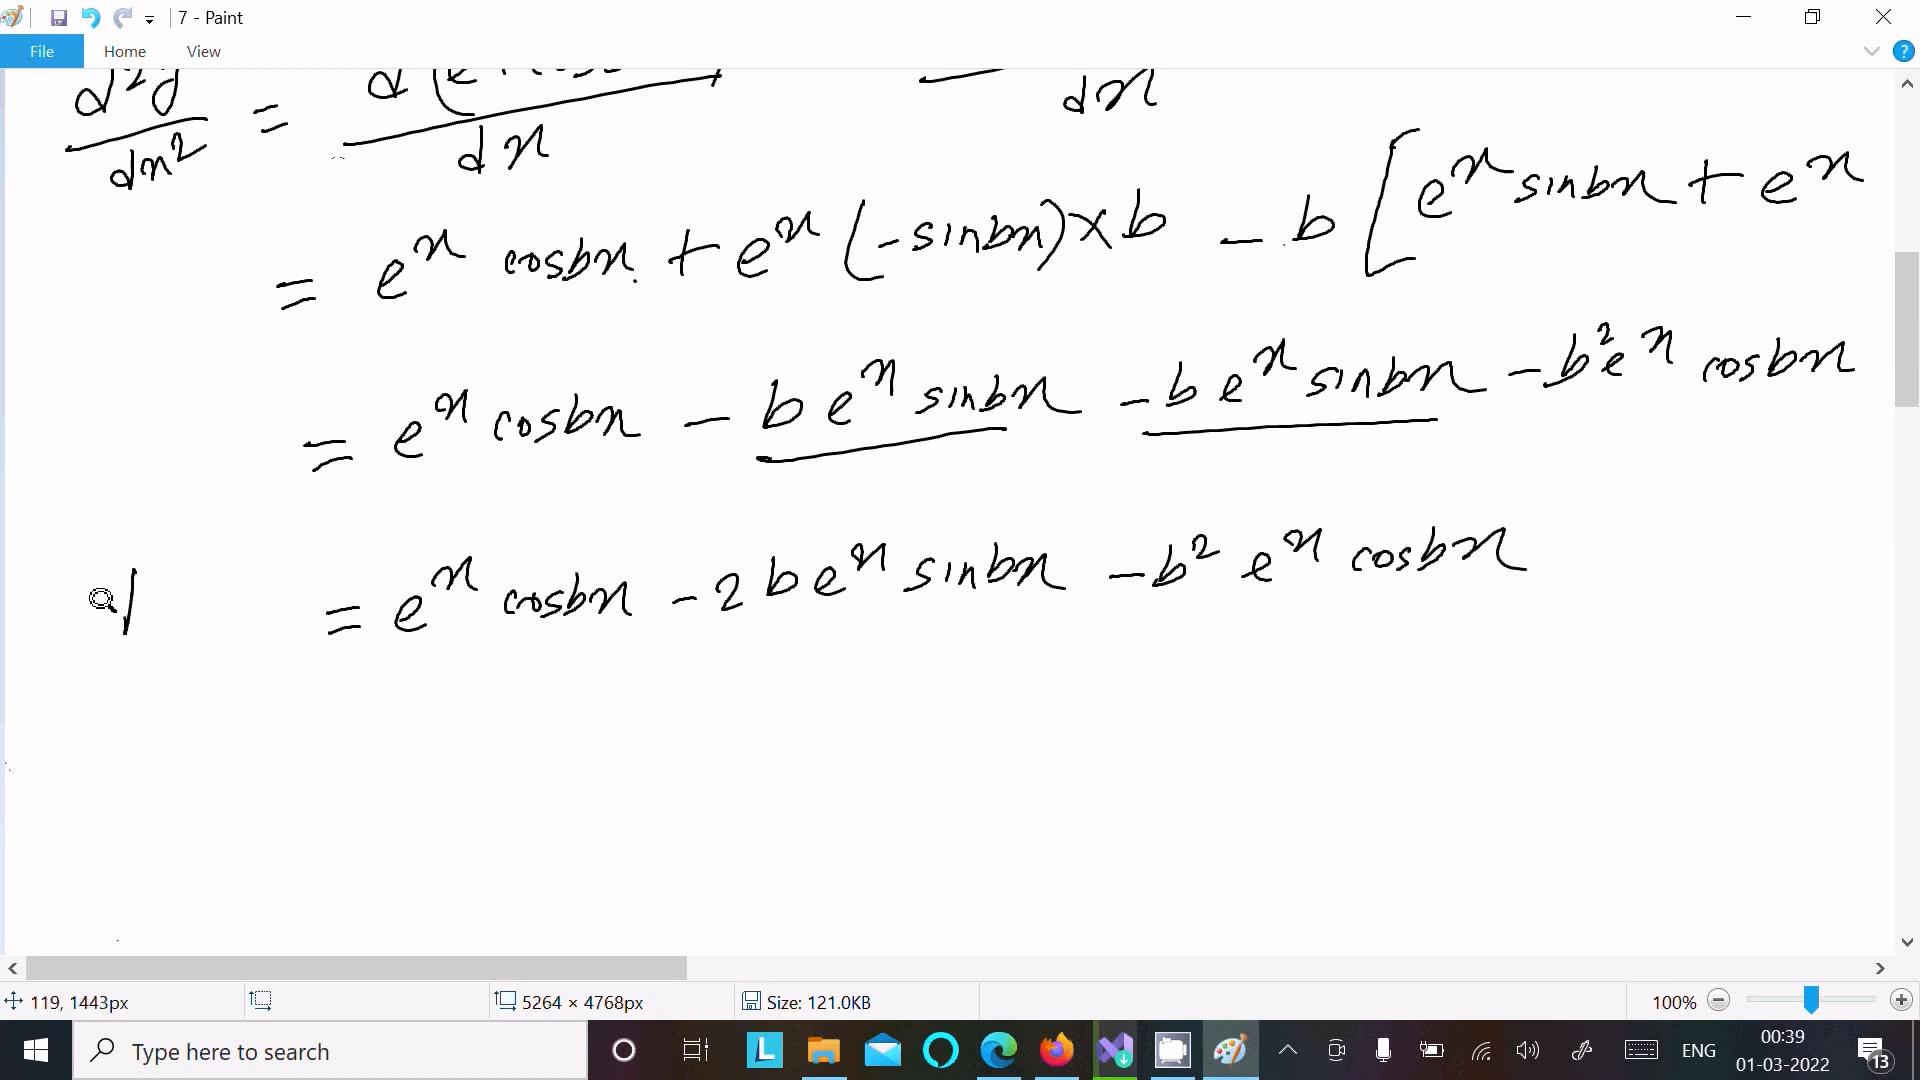 7 - Paint
File Home View
d²y/dx² = d(e / dx dx
= e^x cosbx + e^x (-sinbx)×b - b [e^x sinbx + e^x
= e^x cosbx - be^x sinbx - be^x sinbx - b²e^x cosbx
= e^x cosbx - 2be^x sinbx - b² e^x cosbx
119, 1443px 5264 × 4768px Size: 121.0KB 100%
Type here to search L ENG 00:39 13
01-03-2022